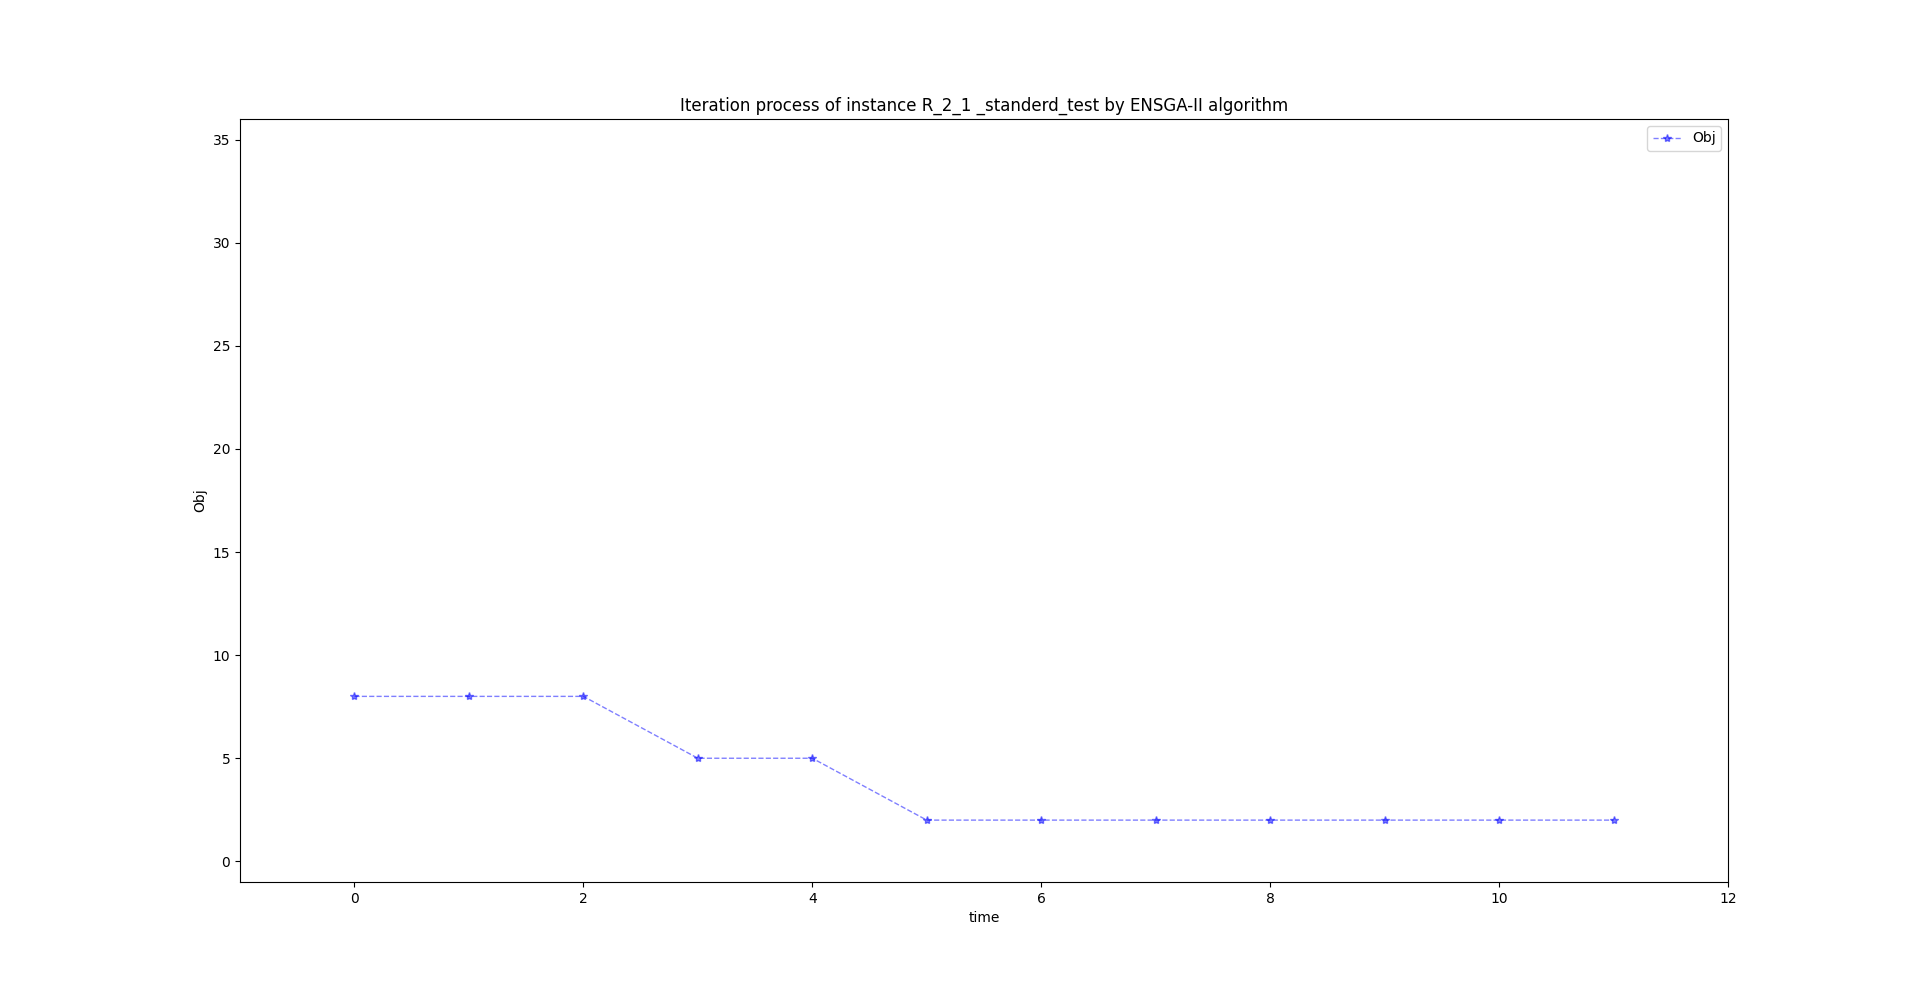 Iteration process of instance R_2_1 _standerd_test by ENSGA-II algorithm
Obj
35
30
25
20
15
10
5
0
Obj
0 2 4 6 8 10 12
time